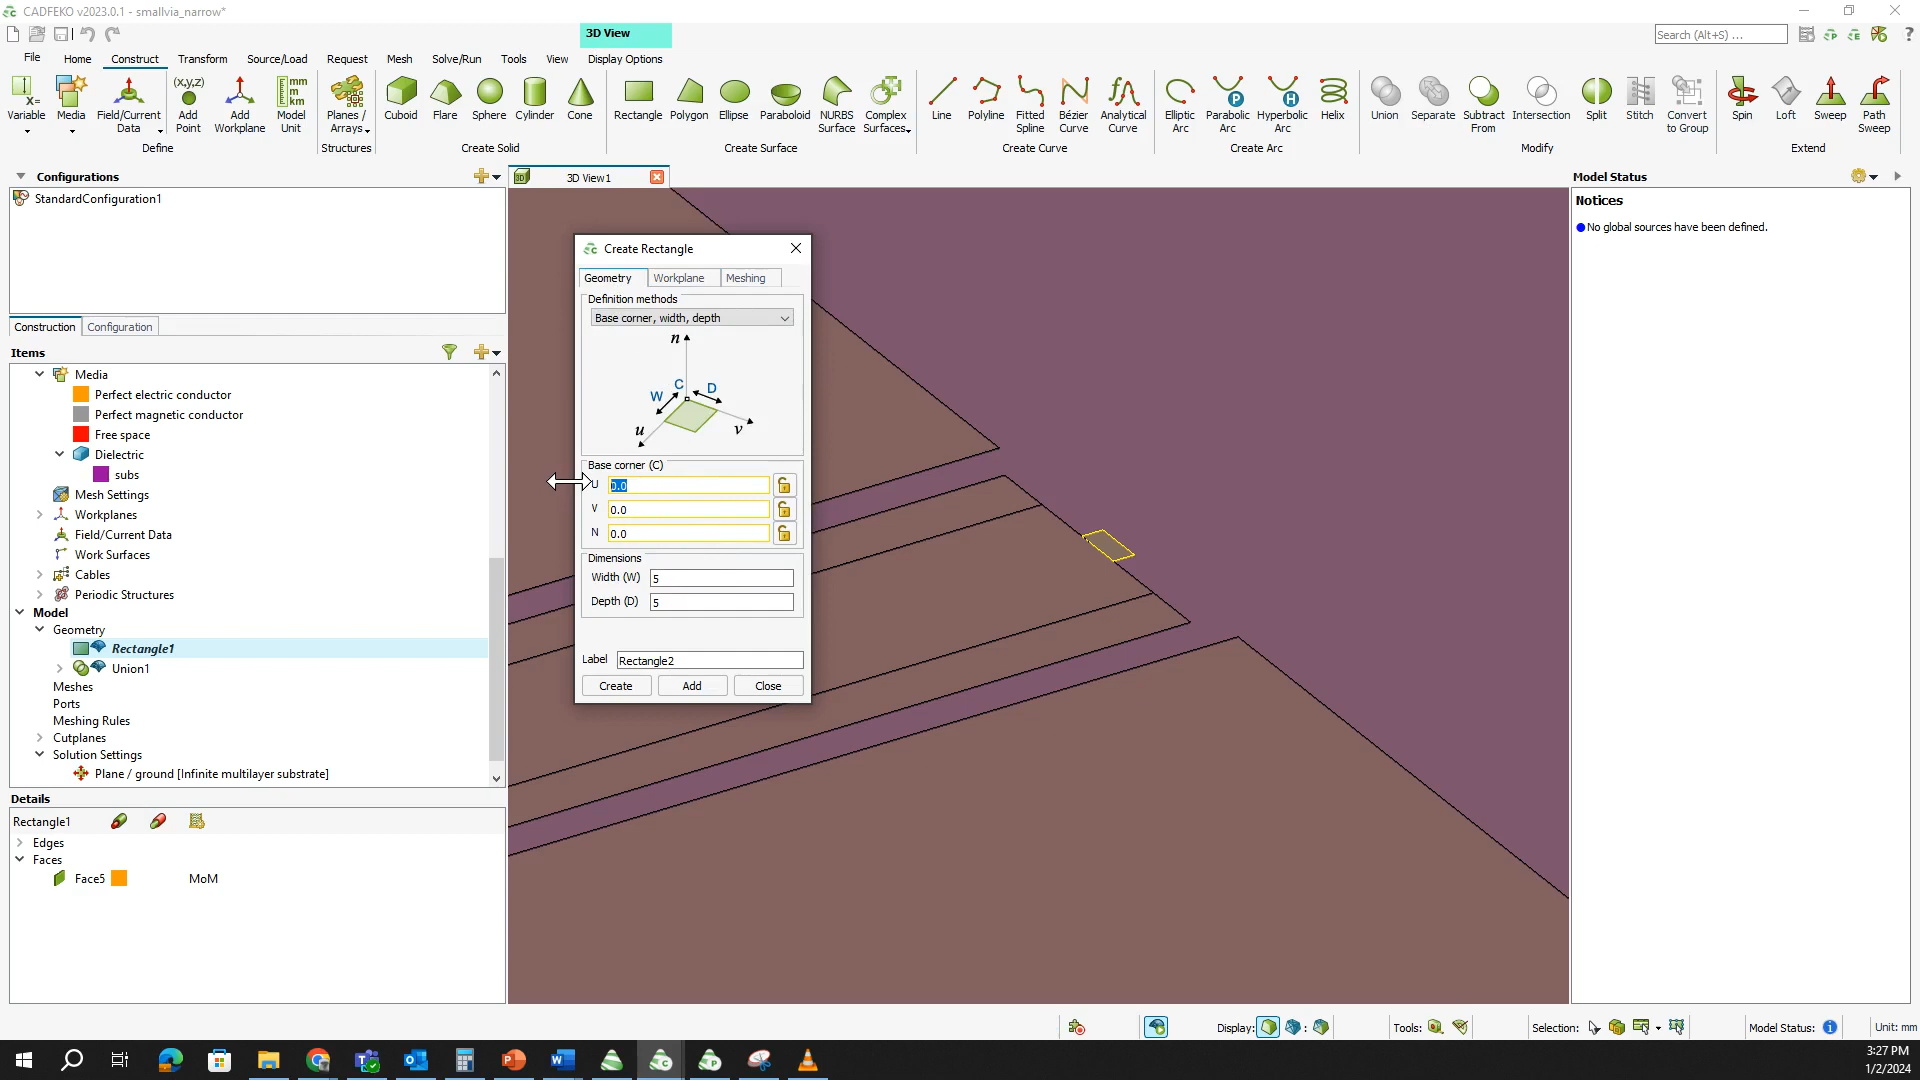 CADFEKO v2023.0.1 - smallvia_narrow*
3D View
Search (Alt+S) ...
File
Home
Construct
Transform
Source/Load
Request
Mesh
Solve/Run
Tools
View
Display Options
Variable
Media
Field/Current
Data
Add
Point
(x,y,z)
Add
Workplane
Model
Unit
mm
m
km
Planes /
Arrays
Cuboid
Flare
Sphere
Cylinder
Cone
Rectangle
Polygon
Ellipse
Paraboloid
NURBS
Surface
Complex
Surfaces
Line
Polyline
Fitted
Spline
Bézier
Curve
Analytical
Curve
Elliptic
Arc
Parabolic
Arc
Hyperbolic
Arc
Helix
Union
Separate
Subtract
From
Intersection
Split
Stitch
Convert
to Group
Spin
Loft
Sweep
Path
Sweep
Define
Structures
Create Solid
Create Surface
Create Curve
Create Arc
Modify
Extend
Configurations
StandardConfiguration1
Construction
Configuration
Items
Media
Perfect electric conductor
Perfect magnetic conductor
Free space
Dielectric
subs
Mesh Settings
Workplanes
Field/Current Data
Work Surfaces
Cables
Periodic Structures
Model
Geometry
Rectangle1
Union1
Meshes
Ports
Meshing Rules
Cutplanes
Solution Settings
Plane / ground [Infinite multilayer substrate]
Details
Rectangle1
Edges
Faces
Face5
MoM
3D View1
Create Rectangle
Geometry
Workplane
Meshing
Definition methods
Base corner, width, depth
n
C
W
D
u
v
Base corner (C)
U 0.0
V 0.0
N 0.0
Dimensions
Width (W) 5
Depth (D) 5
Label Rectangle2
Create
Add
Close
Model Status
Notices
No global sources have been defined.
Display:
Tools:
Selection:
Model Status:
Unit: mm
3:27 PM
1/2/2024